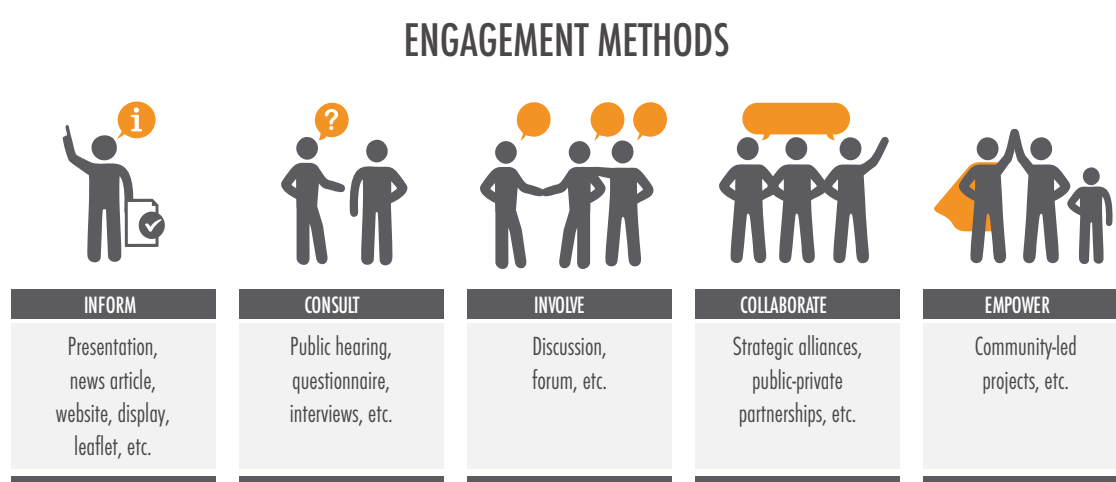 ENGAGEMENT METHODS
i
?
INFORM
Presentation,
news article,
website, display,
leaflet, etc.
CONSULT
Public hearing,
questionnaire,
interviews, etc.
INVOLVE
Discussion,
forum, etc.
COLLABORATE
Strategic alliances,
public-private
partnerships, etc.
EMPOWER
Community-led
projects, etc.